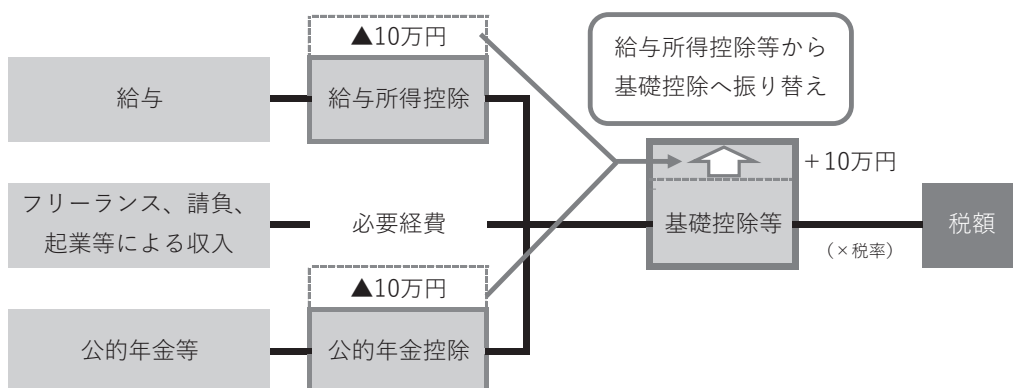 ▲10万円
給与所得控除等から
基礎控除へ振り替え
給与
給与所得控除
＋10万円
フリーランス、請負、
起業等による収入
必要経費
基礎控除等
（×税率）
税額
▲10万円
公的年金等
公的年金控除